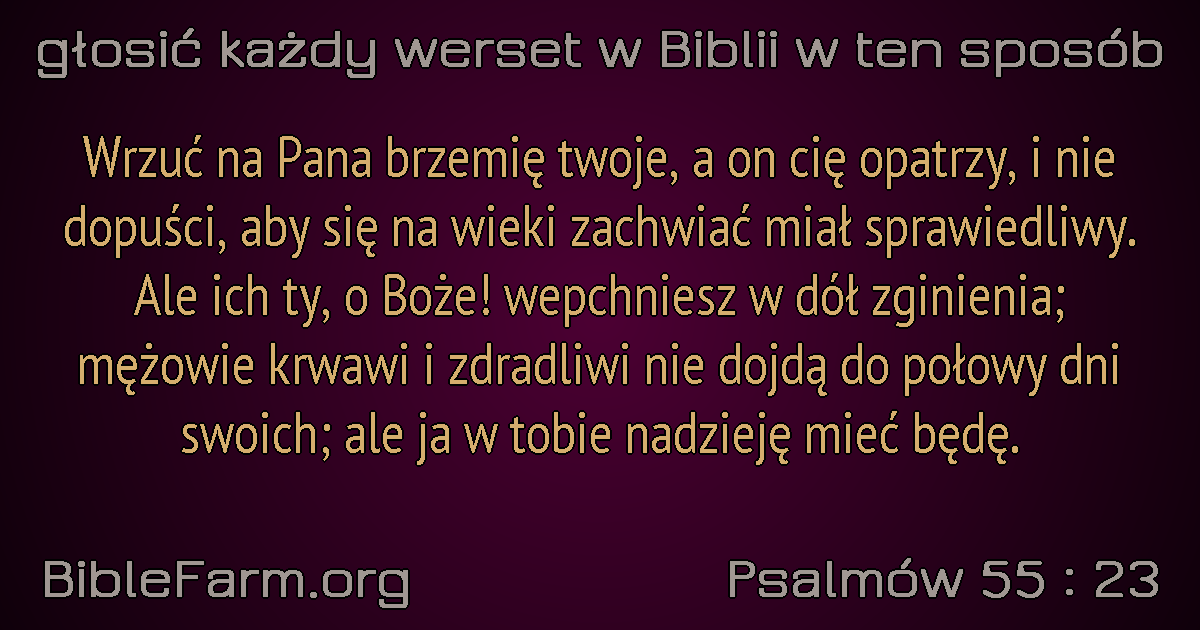 głosić każdy werset w Biblii w ten sposób
Wrzuć na Pana brzemię twoje, a on cię opatrzy, i nie
dopuści, aby się na wieki zachwiać miał sprawiedliwy.
Ale ich ty, o Boże! wepchniesz w dół zginienia;
mężowie krwawi i zdradliwi nie dojdą do połowy dni
swoich; ale ja w tobie nadzieję mieć będę.
BibleFarm.org
Psalmów 55 : 23